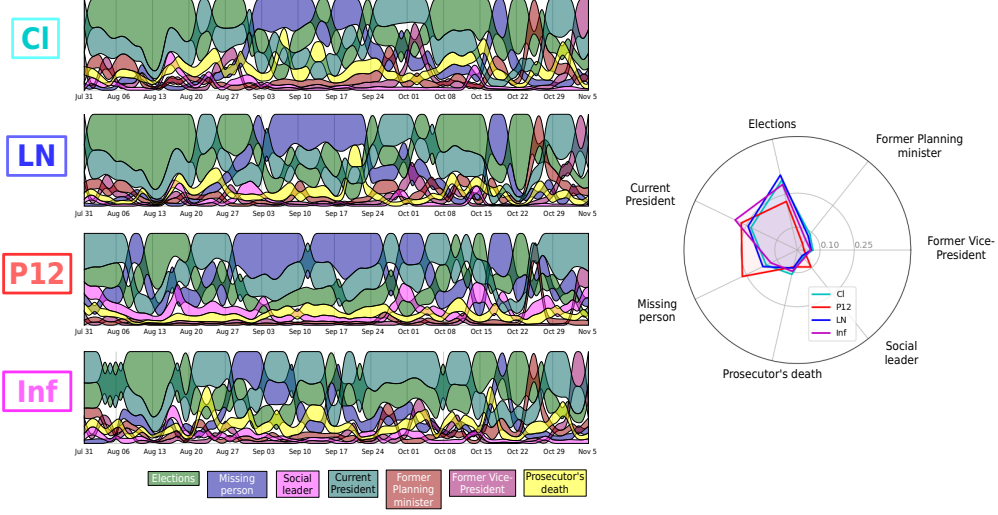 Cl
Jul 31 Aug 06 Aug 13 Aug 20 Aug 27 Sep 03 Sep 10 Sep 17 Sep 24 Oct 01 Oct 08 Oct 15 Oct 22 Oct 29 Nov 5
LN
Jul 31 Aug 06 Aug 13 Aug 20 Aug 27 Sep 03 Sep 10 Sep 17 Sep 24 Oct 01 Oct 08 Oct 15 Oct 22 Oct 29 Nov 5
P12
Jul 31 Aug 06 Aug 13 Aug 20 Aug 27 Sep 03 Sep 10 Sep 17 Sep 24 Oct 01 Oct 08 Oct 15 Oct 22 Oct 29 Nov 5
Inf
Jul 31 Aug 06 Aug 13 Aug 20 Aug 27 Sep 03 Sep 10 Sep 17 Sep 24 Oct 01 Oct 08 Oct 15 Oct 22 Oct 29 Nov 5
Elections
Missing
person
Social
leader
Current
President
Former
Planning
minister
Former Vice-
President
Prosecutor's
death
Elections
Former Planning
minister
Current
President
0.10 0.25
Former Vice-
President
Missing
person
Cl
P12
LN
Inf
Social
leader
Prosecutor's death